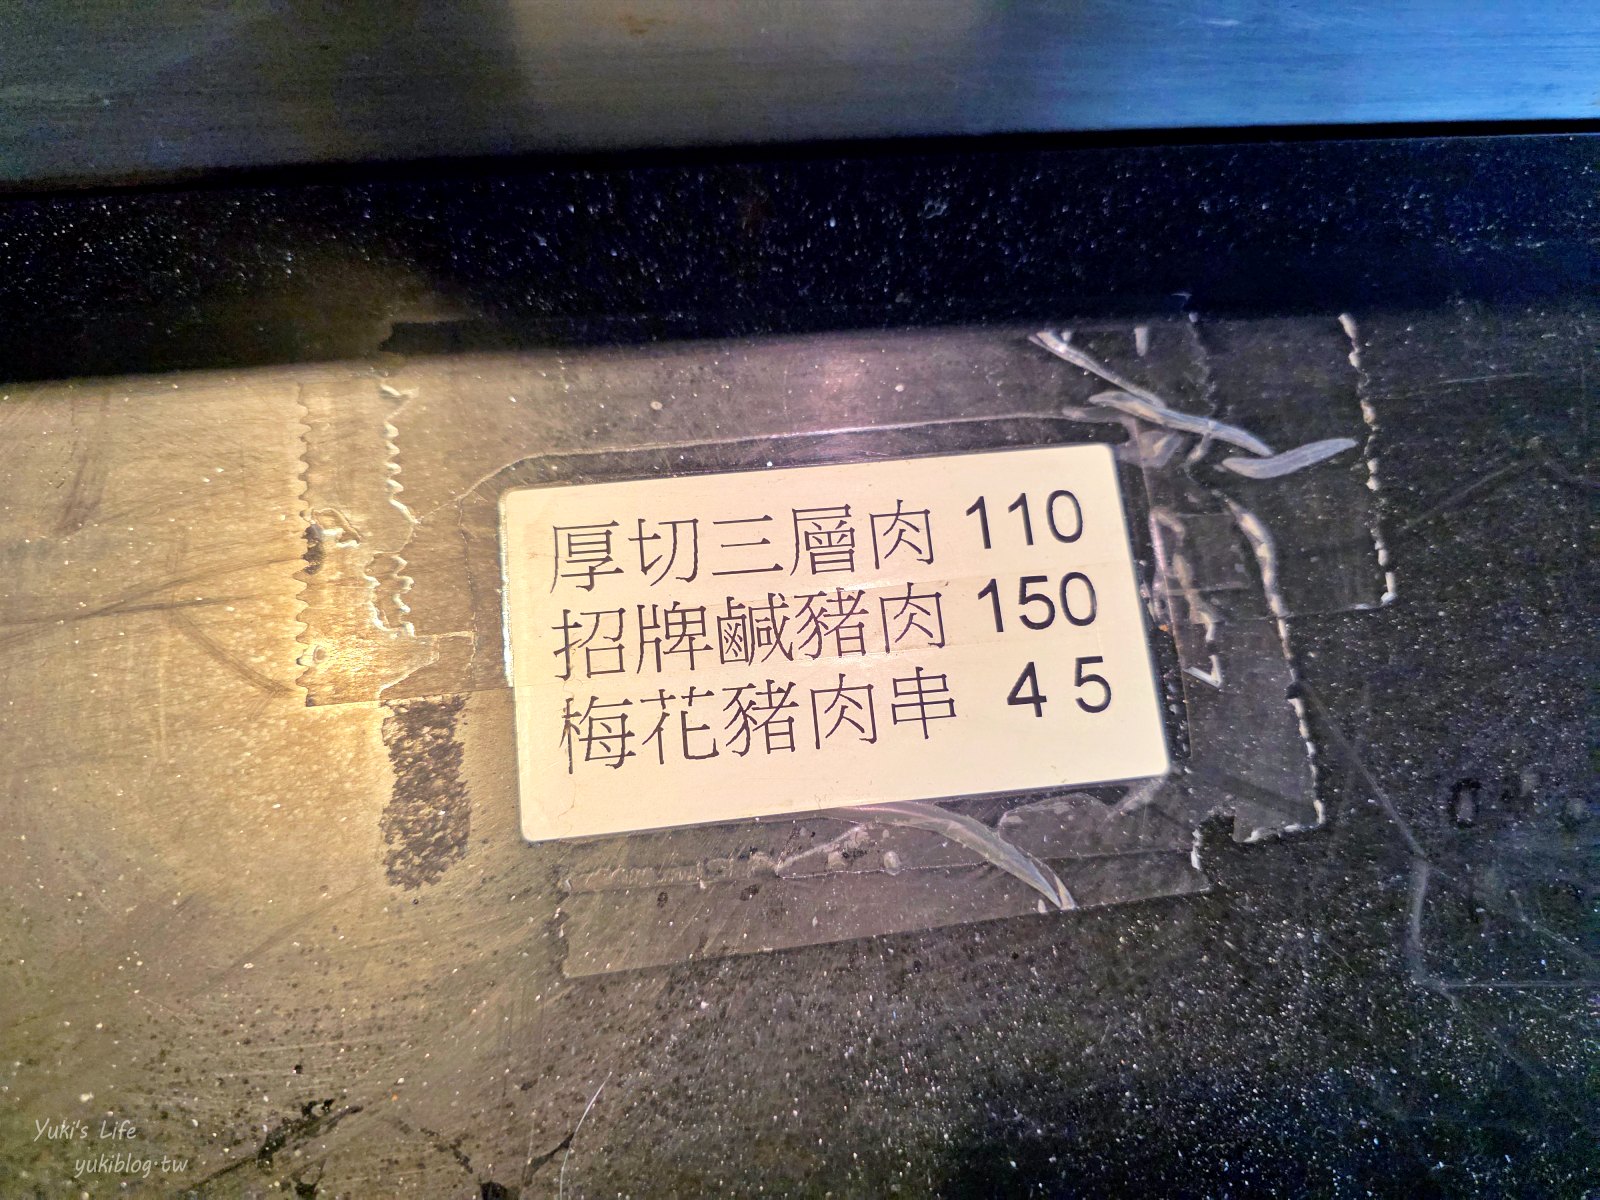 厚切三層肉 110
招牌鹹豬肉 150
梅花豬肉串 45
Yuki's Life
yukiblog.tw